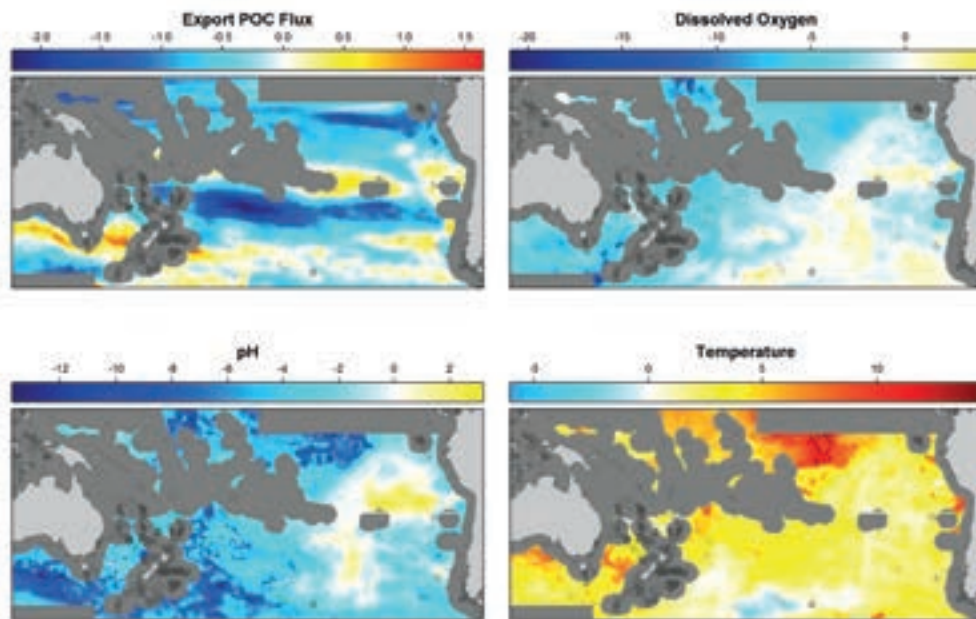 Export POC Flux
-2.0 -1.5 -1.0 -0.5 0.0 0.5 1.0 1.5
Dissolved Oxygen
-20 -15 -10 -5 0
pH
-12 -10 -8 -6 -4 -2 0 2
Temperature
-5 0 5 10